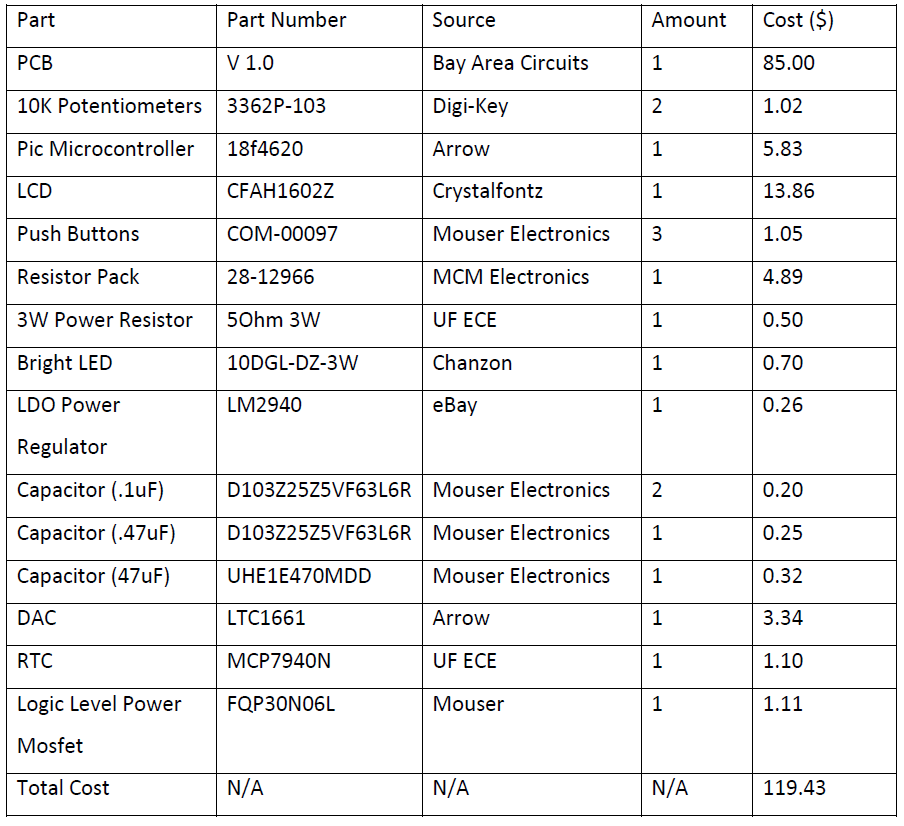 Part Part Number Source Amount Cost ($)
PCB V 1.0 Bay Area Circuits 1 85.00
10K Potentiometers 3362P-103 Digi-Key 2 1.02
Pic Microcontroller 18f4620 Arrow 1 5.83
LCD CFAH1602Z Crystalfontz 1 13.86
Push Buttons COM-00097 Mouser Electronics 3 1.05
Resistor Pack 28-12966 MCM Electronics 1 4.89
3W Power Resistor 5Ohm 3W UF ECE 1 0.50
Bright LED 10DGL-DZ-3W Chanzon 1 0.70
LDO Power LM2940 eBay 1 0.26
Regulator
Capacitor (.1uF) D103Z25Z5VF63L6R Mouser Electronics 2 0.20
Capacitor (.47uF) D103Z25Z5VF63L6R Mouser Electronics 1 0.25
Capacitor (47uF) UHE1E470MDD Mouser Electronics 1 0.32
DAC LTC1661 Arrow 1 3.34
RTC MCP7940N UF ECE 1 1.10
Logic Level Power FQP30N06L Mouser 1 1.11
Mosfet
Total Cost N/A N/A N/A 119.43